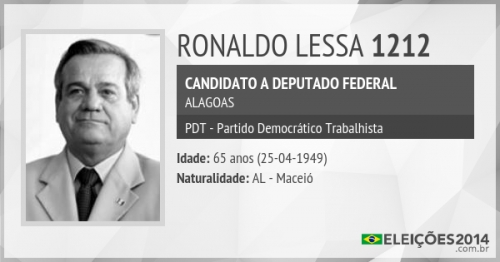 RONALDO LESSA 1212
CANDIDATO A DEPUTADO FEDERAL
ALAGOAS
PDT - Partido Democrático Trabalhista
Idade: 65 anos (25-04-1949)
Naturalidade: AL - Maceió
ELEIÇÕES2014
.com.br